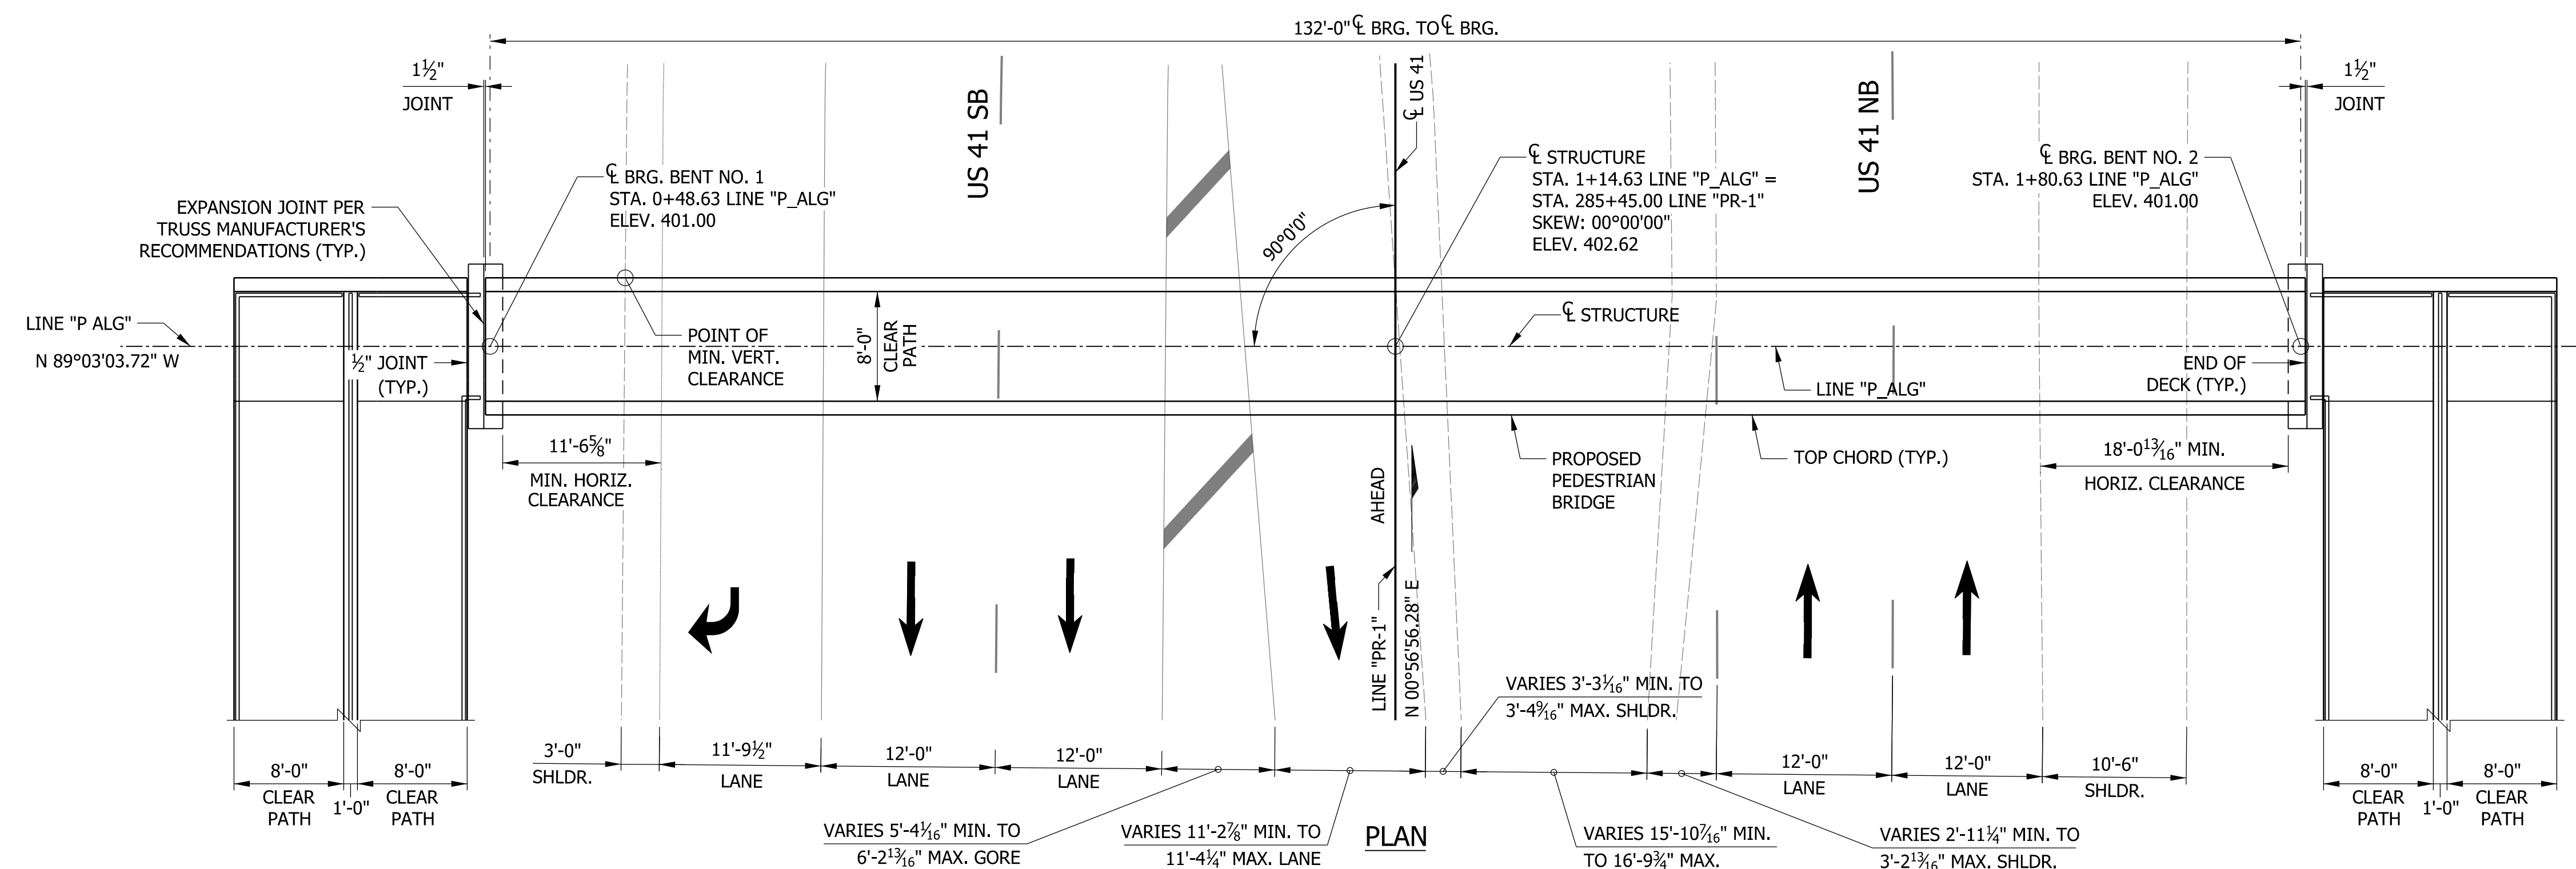 132'-0" ℄ BRG. TO ℄ BRG.
1½"
JOINT
1½"
JOINT
US 41 SB
℄ US 41
US 41 NB
EXPANSION JOINT PER
TRUSS MANUFACTURER'S
RECOMMENDATIONS (TYP.)
℄ BRG. BENT NO. 1
STA. 0+48.63 LINE "P_ALG"
ELEV. 401.00
90°0'0"
℄ STRUCTURE
STA. 1+14.63 LINE "P_ALG" =
STA. 285+45.00 LINE "PR-1"
SKEW: 00°00'00"
ELEV. 402.62
℄ BRG. BENT NO. 2
STA. 1+80.63 LINE "P_ALG"
ELEV. 401.00
LINE "P ALG"
N 89°03'03.72" W
½" JOINT
(TYP.)
POINT OF
MIN. VERT.
CLEARANCE
8'-0"
CLEAR
PATH
℄ STRUCTURE
LINE "P_ALG"
END OF
DECK (TYP.)
11'-6⅝"
MIN. HORIZ.
CLEARANCE
AHEAD
PROPOSED
PEDESTRIAN
BRIDGE
TOP CHORD (TYP.)
18'-0¹³⁄₁₆" MIN.
HORIZ. CLEARANCE
LINE "PR-1"
N 00°56'56.28" E
VARIES 3'-3¹⁄₁₆" MIN. TO
3'-4⁹⁄₁₆" MAX. SHLDR.
8'-0"
CLEAR
PATH
1'-0"
8'-0"
CLEAR
PATH
3'-0"
SHLDR.
11'-9½"
LANE
12'-0"
LANE
12'-0"
LANE
12'-0"
LANE
12'-0"
LANE
10'-6"
SHLDR.
8'-0"
CLEAR
PATH
1'-0"
8'-0"
CLEAR
PATH
VARIES 5'-4¹⁄₁₆" MIN. TO
6'-2¹³⁄₁₆" MAX. GORE
VARIES 11'-2⅞" MIN. TO
11'-4¼" MAX. LANE
PLAN
VARIES 15'-10⁷⁄₁₆" MIN.
TO 16'-9¾" MAX.
VARIES 2'-11¼" MIN. TO
3'-2¹³⁄₁₆" MAX. SHLDR.